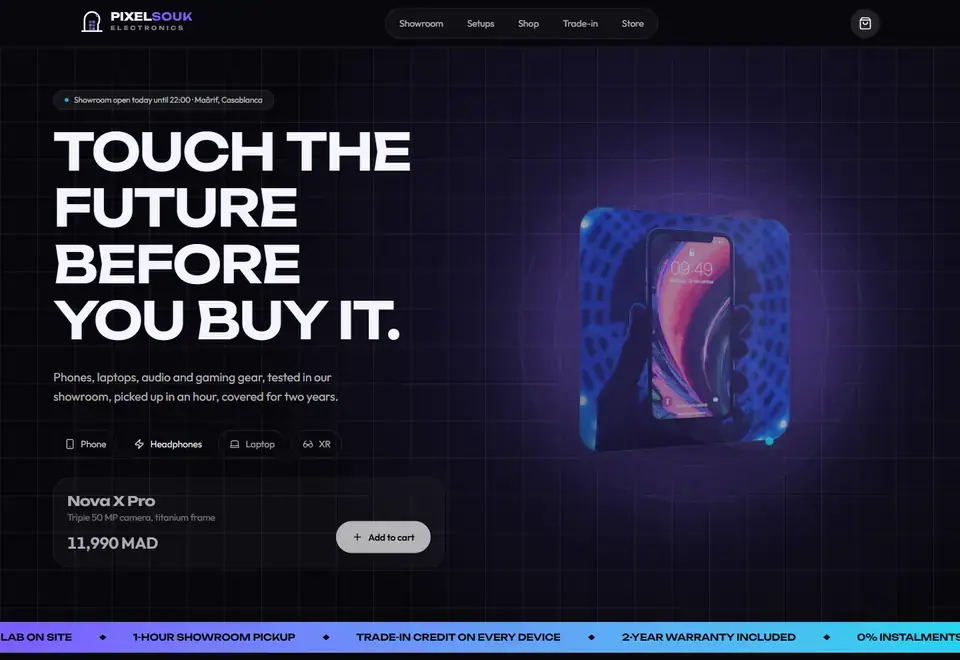 PIXELSOUK
ELECTRONICS
Showroom
Setups
Shop
Trade-in
Store
Showroom open today until 22:00 · Maârif, Casablanca
TOUCH THE
FUTURE
BEFORE
YOU BUY IT.
Phones, laptops, audio and gaming gear, tested in our
showroom, picked up in an hour, covered for two years.
Phone
Headphones
Laptop
XR
09:49
Nova X Pro
Triple 50 MP camera, titanium frame
11,990 MAD
+ Add to cart
LAB ON SITE ◆ 1-HOUR SHOWROOM PICKUP ◆ TRADE-IN CREDIT ON EVERY DEVICE ◆ 2-YEAR WARRANTY INCLUDED ◆ 0% INSTALMENTS